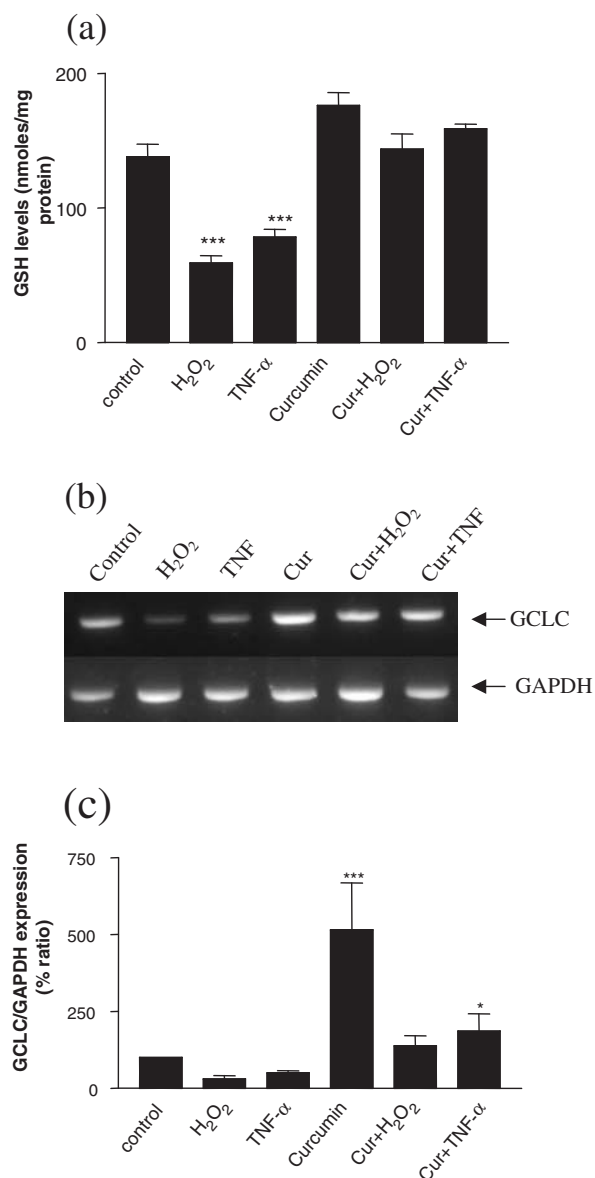 (a)
GSH levels (nmoles/mg
protein)
200
100
0
***
***
control
H₂O₂
TNF-α
Curcumin
Cur+H₂O₂
Cur+TNF-α
(b)
Control
H₂O₂
TNF
Cur
Cur+H₂O₂
Cur+TNF
GCLC
GAPDH
(c)
GCLC/GAPDH expression
(% ratio)
750
500
250
0
***
*
control
H₂O₂
TNF-α
Curcumin
Cur+H₂O₂
Cur+TNF-α